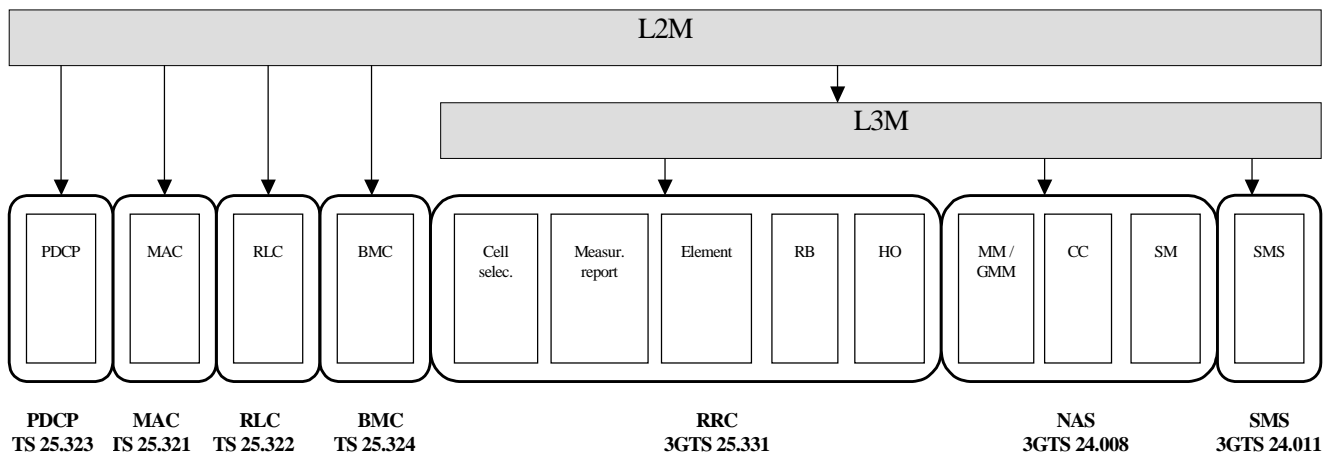 L2M
L3M
PDCP
MAC
RLC
BMC
Cell
selec.
Measur.
report
Element
RB
HO
MM /
GMM
CC
SM
SMS
PDCP
TS 25.323
MAC
TS 25.321
RLC
TS 25.322
BMC
TS 25.324
RRC
3GTS 25.331
NAS
3GTS 24.008
SMS
3GTS 24.011